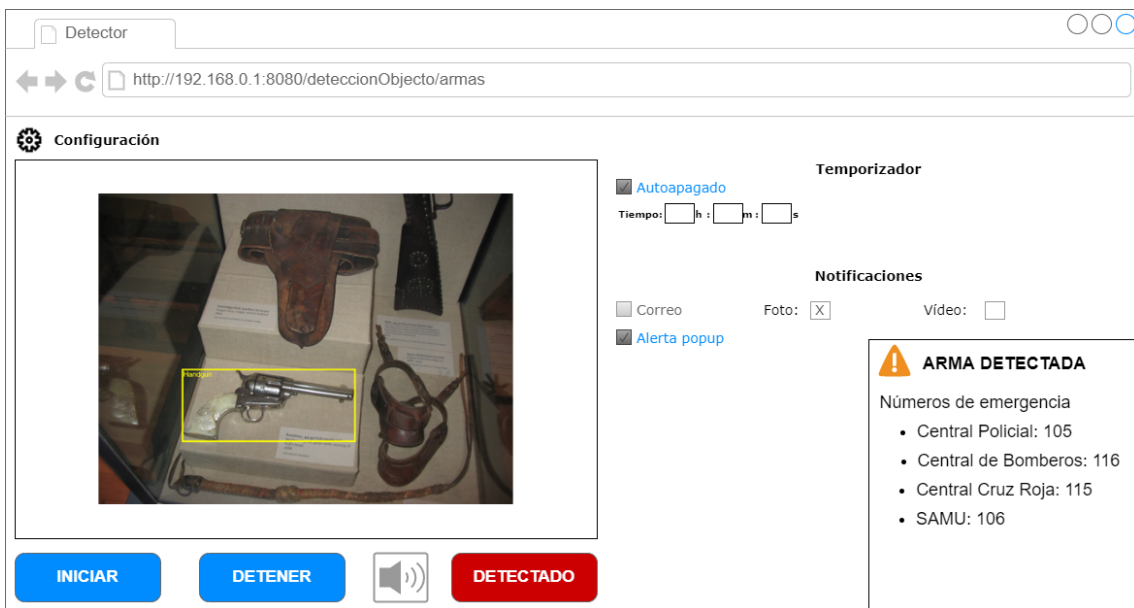 Detector
http://192.168.0.1:8080/deteccionObjecto/armas
Configuración
Handgun
Temporizador
Autoapagado
Tiempo: h : m : s
Notificaciones
Correo Foto: X Vídeo:
Alerta popup
ARMA DETECTADA
Números de emergencia
• Central Policial: 105
• Central de Bomberos: 116
• Central Cruz Roja: 115
• SAMU: 106
INICIAR DETENER DETECTADO